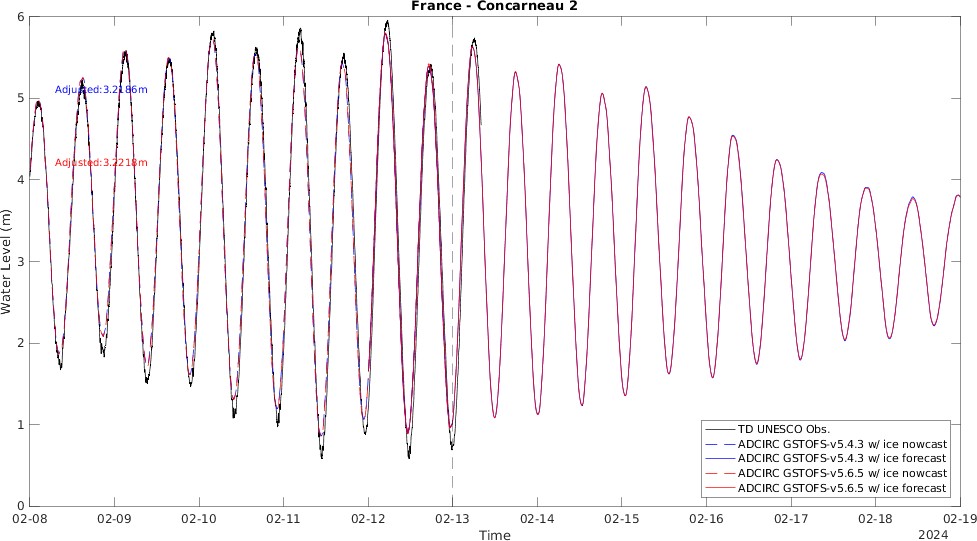 France - Concarneau 2
6
5
4
3
2
1
0
Water Level (m)
Adjusted:3.2186m
Adjusted:3.2218m
TD UNESCO Obs.
ADCIRC GSTOFS-v5.4.3 w/ ice nowcast
ADCIRC GSTOFS-v5.4.3 w/ ice forecast
ADCIRC GSTOFS-v5.6.5 w/ ice nowcast
ADCIRC GSTOFS-v5.6.5 w/ ice forecast
02-08 02-09 02-10 02-11 02-12 02-13 02-14 02-15 02-16 02-17 02-18 02-19
Time
2024